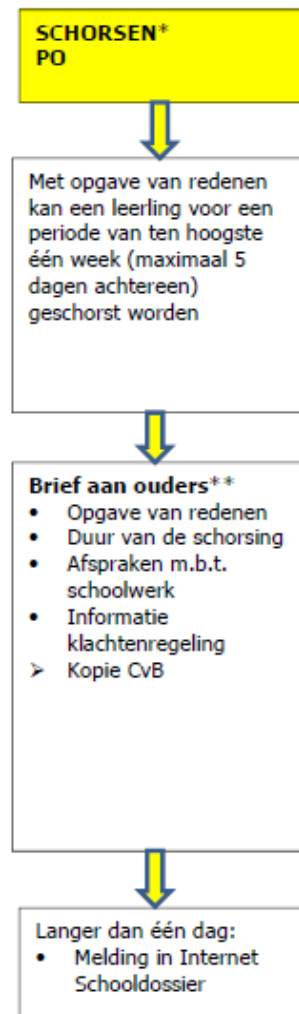 SCHORSEN*
PO
Met opgave van redenen
kan een leerling voor een
periode van ten hoogste
één week (maximaal 5
dagen achtereen)
geschorst worden
Brief aan ouders**
• Opgave van redenen
• Duur van de schorsing
• Afspraken m.b.t.
schoolwerk
• Informatie
klachtenregeling
➢ Kopie CvB
Langer dan één dag:
• Melding in Internet
Schooldossier